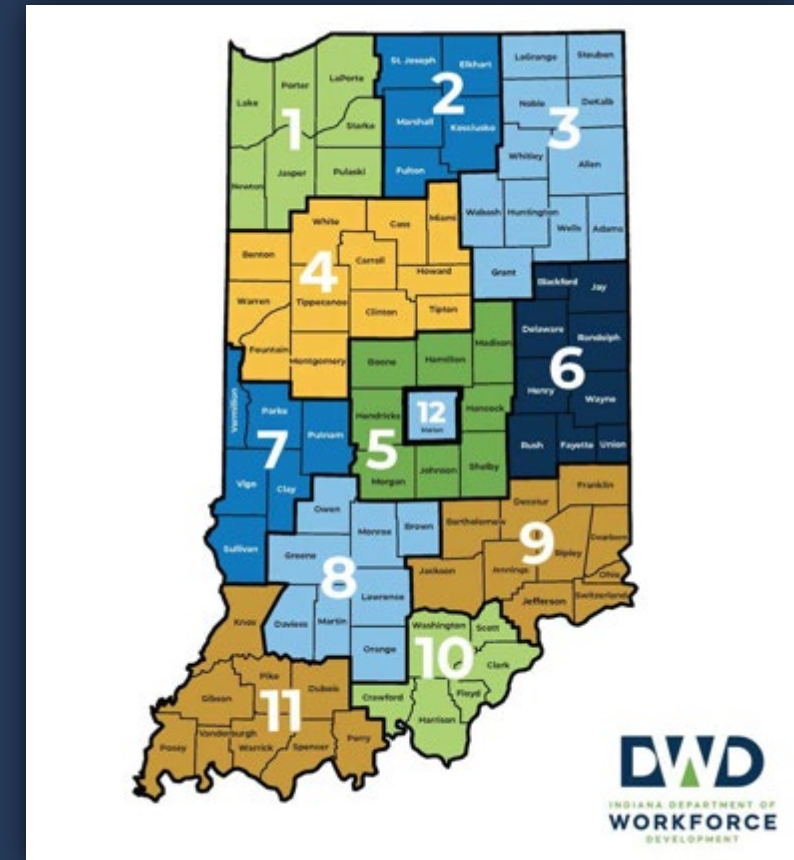 St. Joseph
Elkhart
LaGrange
Steuben
LaPorte
Porter
Lake
2
Noble
DeKalb
1
Starke
Marshall
Kosciusko
3
Whitley
Allen
Jasper
Pulaski
Fulton
Newton
Wabash
Huntington
White
Cass
Miami
Wells
Adams
Benton
Carroll
4
Howard
Grant
Blackford
Jay
Warren
Tippecanoe
Clinton
Tipton
Delaware
Randolph
Madison
Fountain
Montgomery
Boone
Hamilton
6
Henry
Wayne
Vermillion
Parke
Hendricks
12
Marion
Hancock
Putnam
7
5
Rush
Fayette
Union
Vigo
Clay
Morgan
Johnson
Shelby
Franklin
Owen
Decatur
Monroe
Brown
Bartholomew
Dearborn
9
Sullivan
Greene
Ripley
Jackson
Jennings
Ohio
8
Lawrence
Jefferson
Switzerland
Knox
Daviess
Martin
Washington
Scott
Orange
10
Clark
Pike
Dubois
Crawford
Floyd
Gibson
11
Harrison
Posey
Vanderburgh
Warrick
Spencer
Perry
DWD
INDIANA DEPARTMENT OF
WORKFORCE
DEVELOPMENT